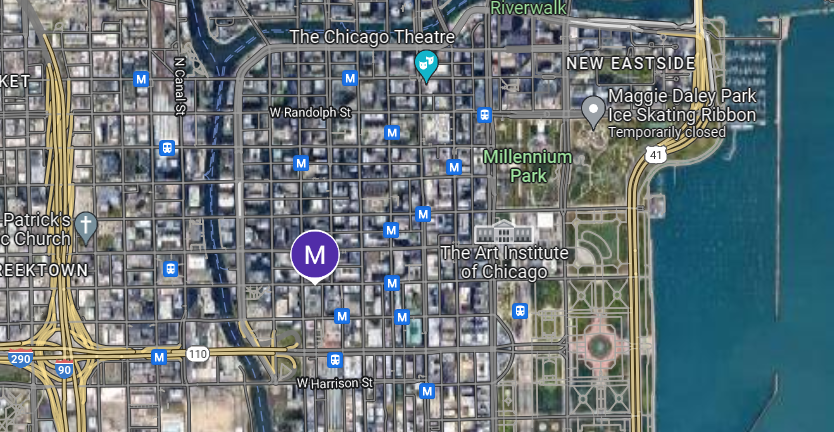 Riverwalk
The Chicago Theatre
NEW EASTSIDE
KET
M
N Canal St
M
Maggie Daley Park
Ice Skating Ribbon
Temporarily closed
W Randolph St
M
41
Millennium
Park
M
M
Patrick's
c Church
M
M
The Art Institute
of Chicago
M
REEKTOWN
M
M
M
290
90
M
110
W Harrison St
M